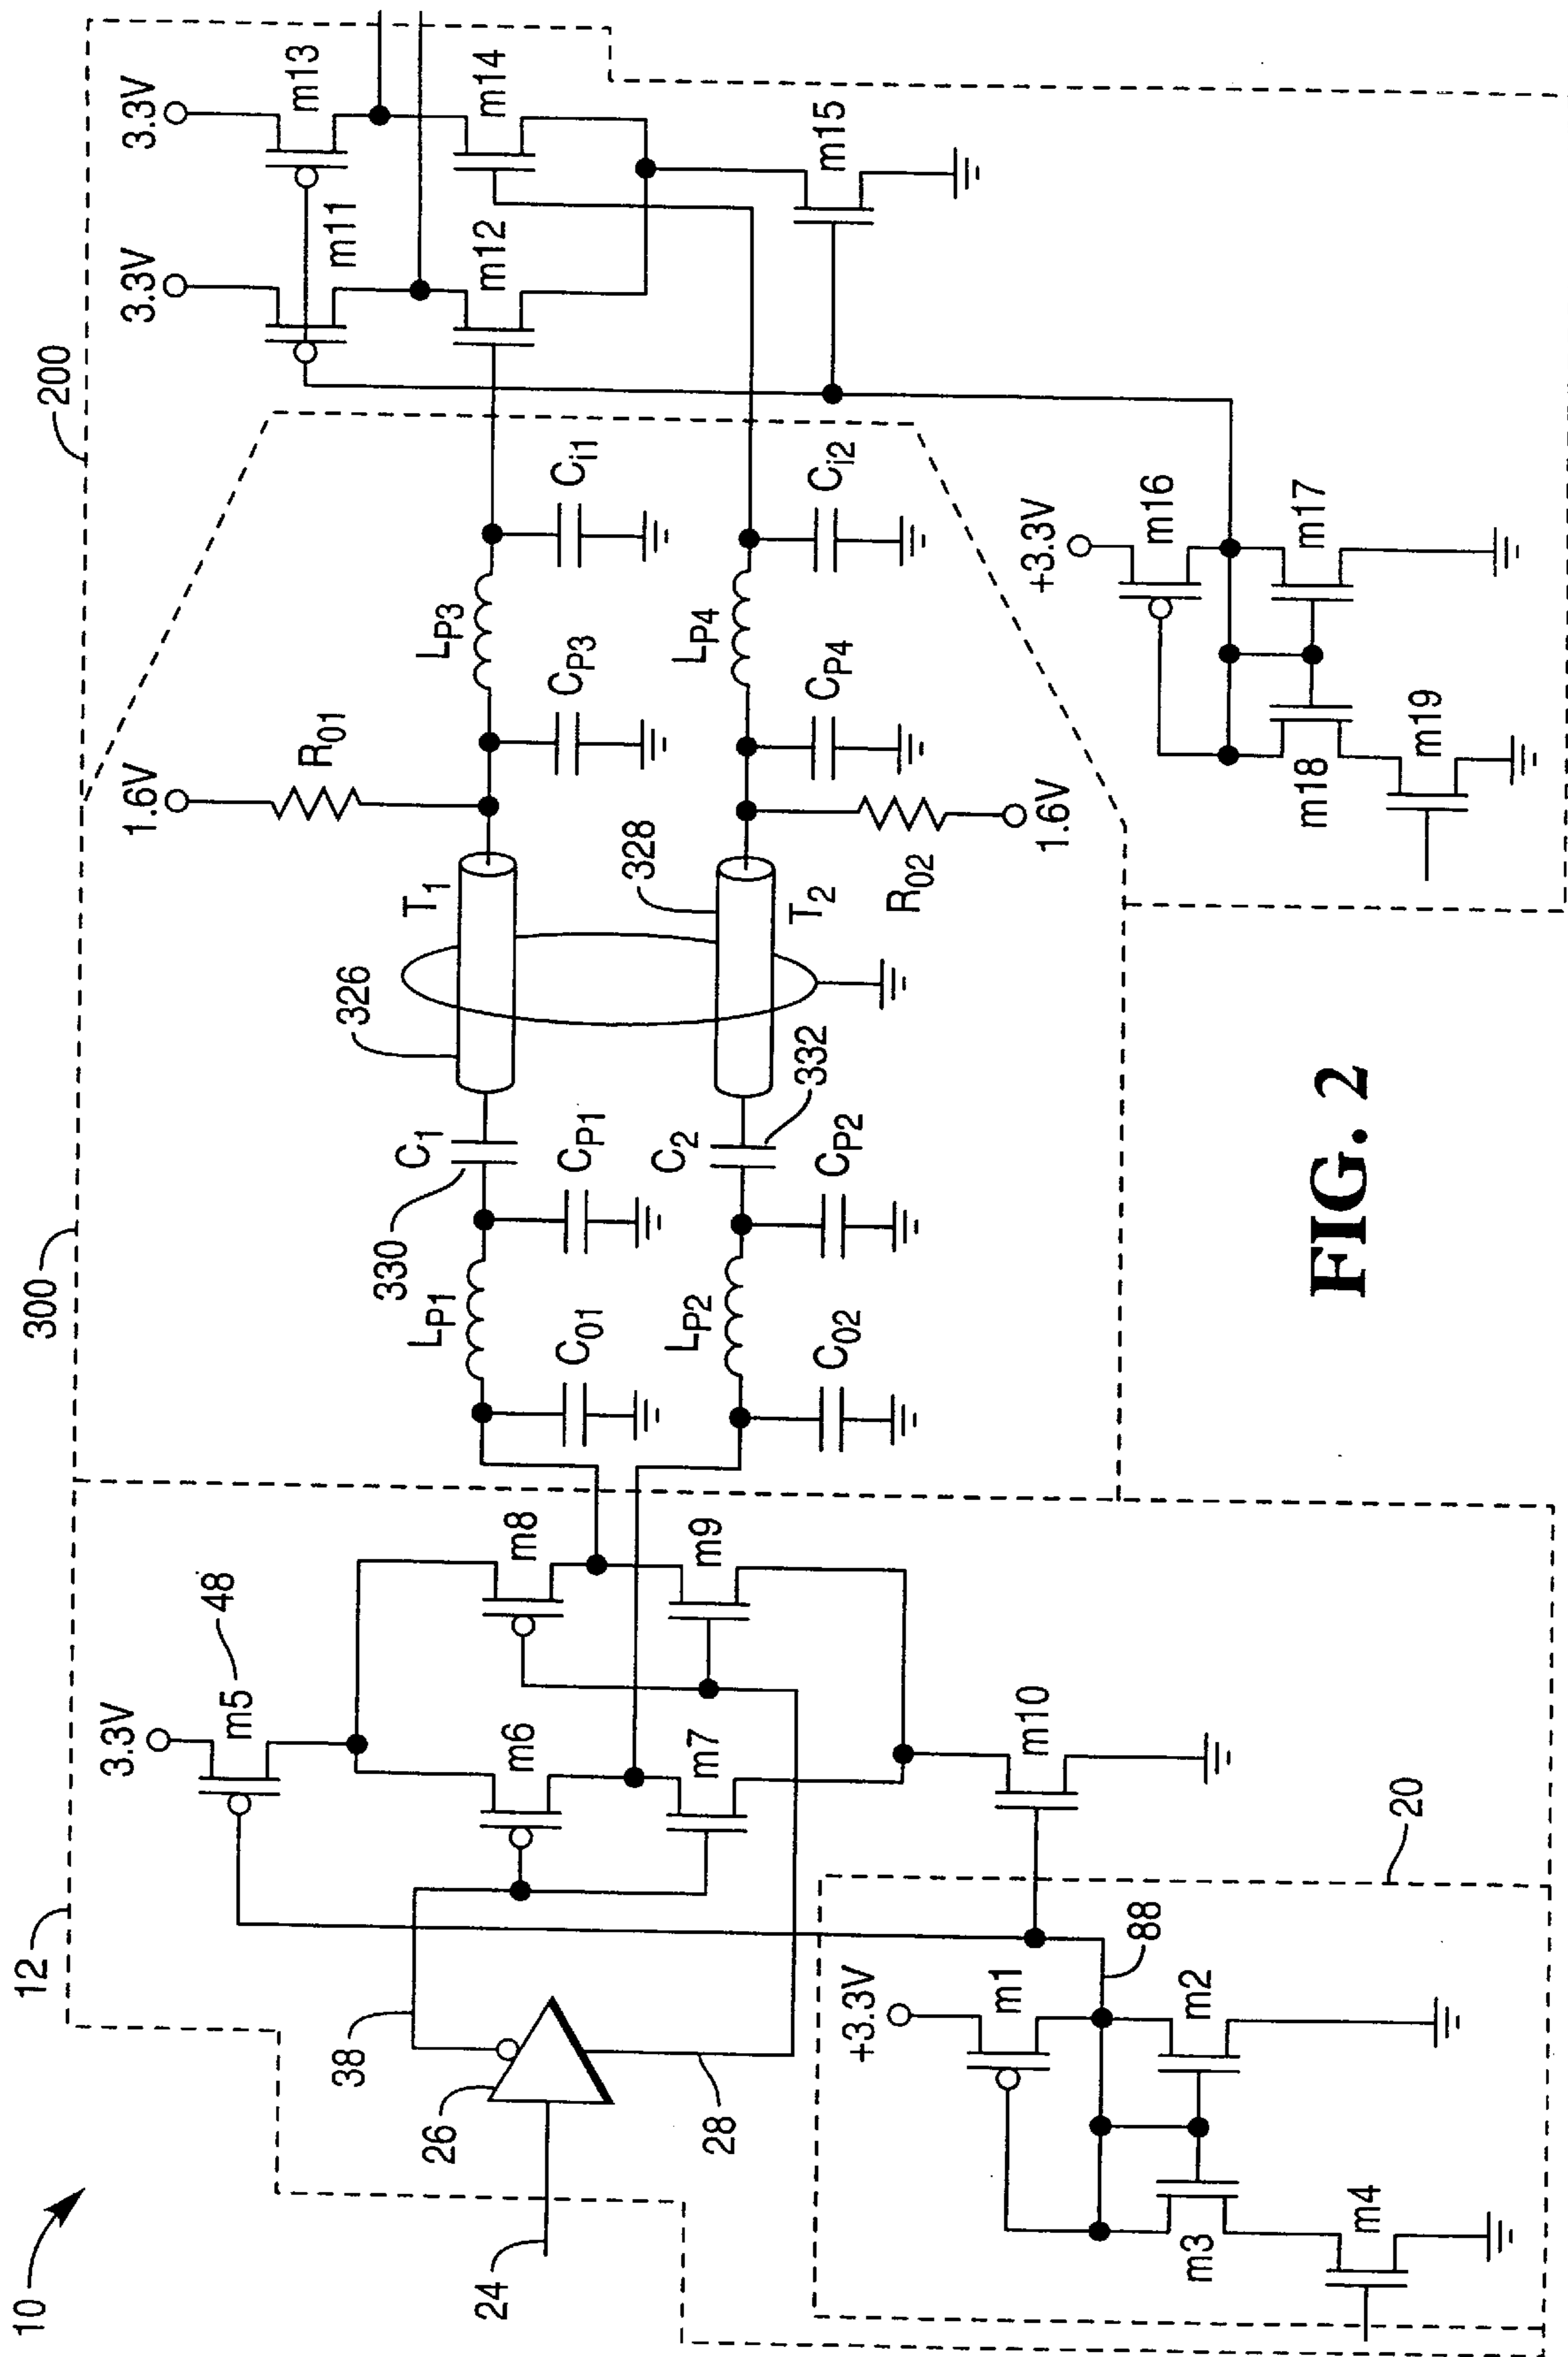 10
12
300
200
3.3V
m5
48
38
26
24
28
m6
m7
m8
m9
m10
20
88
+3.3V
m1
m2
m3
m4
LP1
C01
330
C1
CP1
LP2
C02
C2
CP2
332
326
T1
328
T2
1.6V
R01
R02
1.6V
LP3
CP3
Ci1
LP4
CP4
Ci2
3.3V
3.3V
m11
m13
m12
m14
m15
+3.3V
m16
m17
m18
m19
FIG. 2